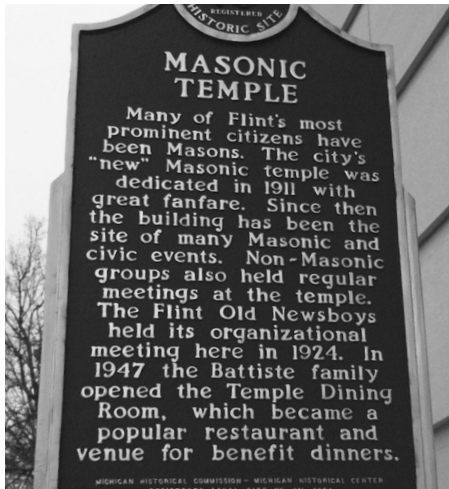 REGISTERED
HISTORIC SITE
MASONIC
TEMPLE
Many of Flint's most
prominent citizens have
been Masons. The city's
"new" Masonic temple was
dedicated in 1911 with
great fanfare. Since then
the building has been the
site of many Masonic and
civic events. Non-Masonic
groups also held regular
meetings at the temple.
The Flint Old Newsboys
held its organizational
meeting here in 1924. In
1947 the Battiste family
opened the Temple Dining
Room, which became a
popular restaurant and
venue for benefit dinners.
MICHIGAN HISTORICAL COMMISSION - MICHIGAN HISTORICAL CENTER